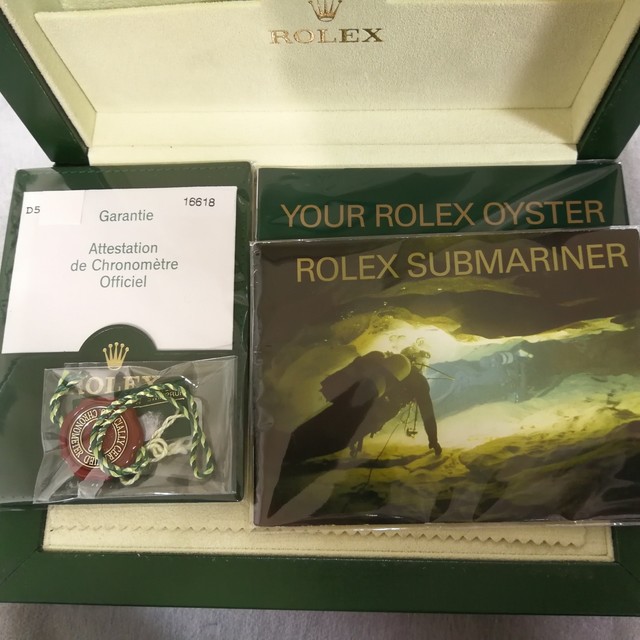 ROLEX
D5
16618
Garantie
Attestation
de Chronomètre
Officiel
YOUR ROLEX OYSTER
ROLEX SUBMARINER
ROLEX